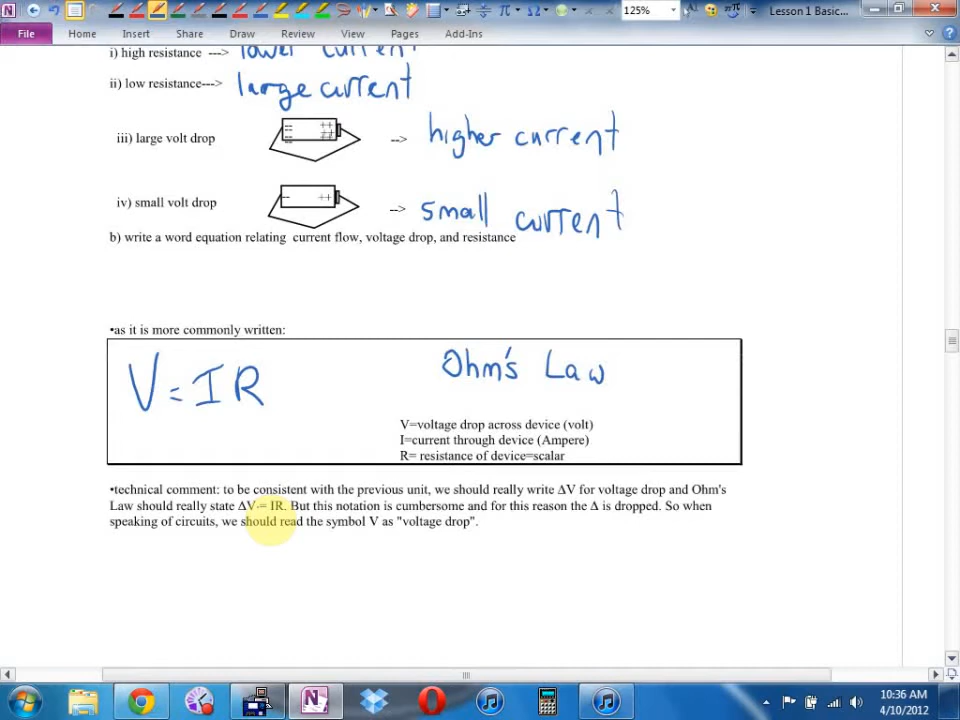 125% Lesson 1 Basic...
File Home Insert Share Draw Review View Pages Add-Ins
i) high resistance ---> lower current
ii) low resistance---> large current
iii) large volt drop --> higher current
iv) small volt drop --> small current
b) write a word equation relating current flow, voltage drop, and resistance
•as it is more commonly written:
V = IR Ohm's Law
V=voltage drop across device (volt)
I=current through device (Ampere)
R= resistance of device=scalar
•technical comment: to be consistent with the previous unit, we should really write ΔV for voltage drop and Ohm's
Law should really state ΔV = IR. But this notation is cumbersome and for this reason the Δ is dropped. So when
speaking of circuits, we should read the symbol V as "voltage drop".
10:36 AM
4/10/2012